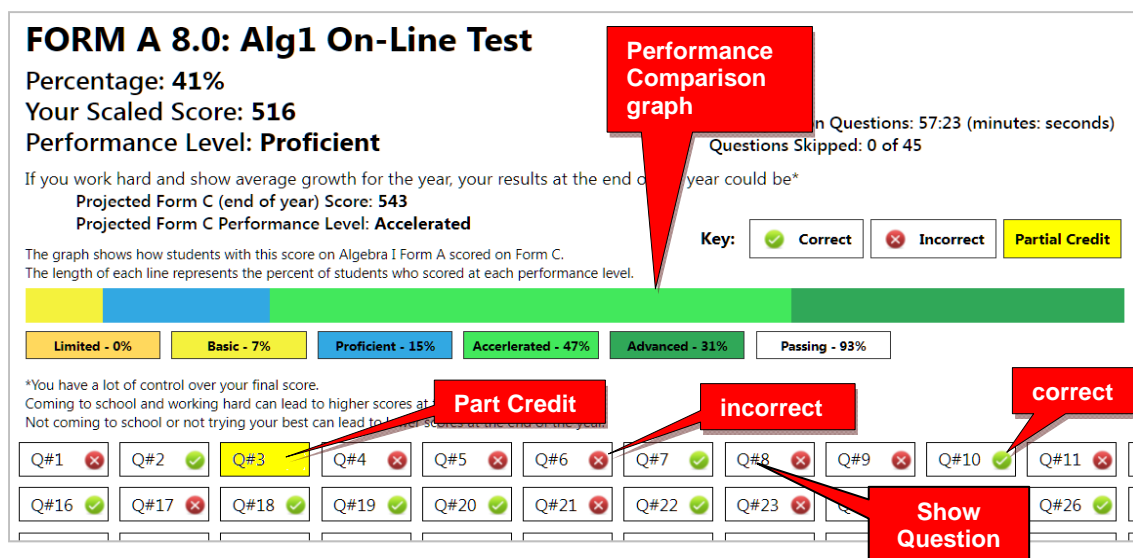 FORM A 8.0: Alg1 On-Line Test
Percentage: 41%
Your Scaled Score: 516
Performance Level: Proficient
Performance
Comparison
graph
n Questions: 57:23 (minutes: seconds)
Questions Skipped: 0 of 45
If you work hard and show average growth for the year, your results at the end o year could be*
Projected Form C (end of year) Score: 543
Projected Form C Performance Level: Accelerated
Key: Correct Incorrect Partial Credit
The graph shows how students with this score on Algebra I Form A scored on Form C.
The length of each line represents the percent of students who scored at each performance level.
Limited - 0% Basic - 7% Proficient - 15% Accerlerated - 47% Advanced - 31% Passing - 93%
*You have a lot of control over your final score.
Coming to school and working hard can lead to higher scores at
Not coming to school or not trying your best can lead to lower scores at the end of the year.
Part Credit
incorrect
correct
Q#1 Q#2 Q#3 Q#4 Q#5 Q#6 Q#7 Q#8 Q#9 Q#10 Q#11
Q#16 Q#17 Q#18 Q#19 Q#20 Q#21 Q#22 Q#23 Q#26
Show
Question